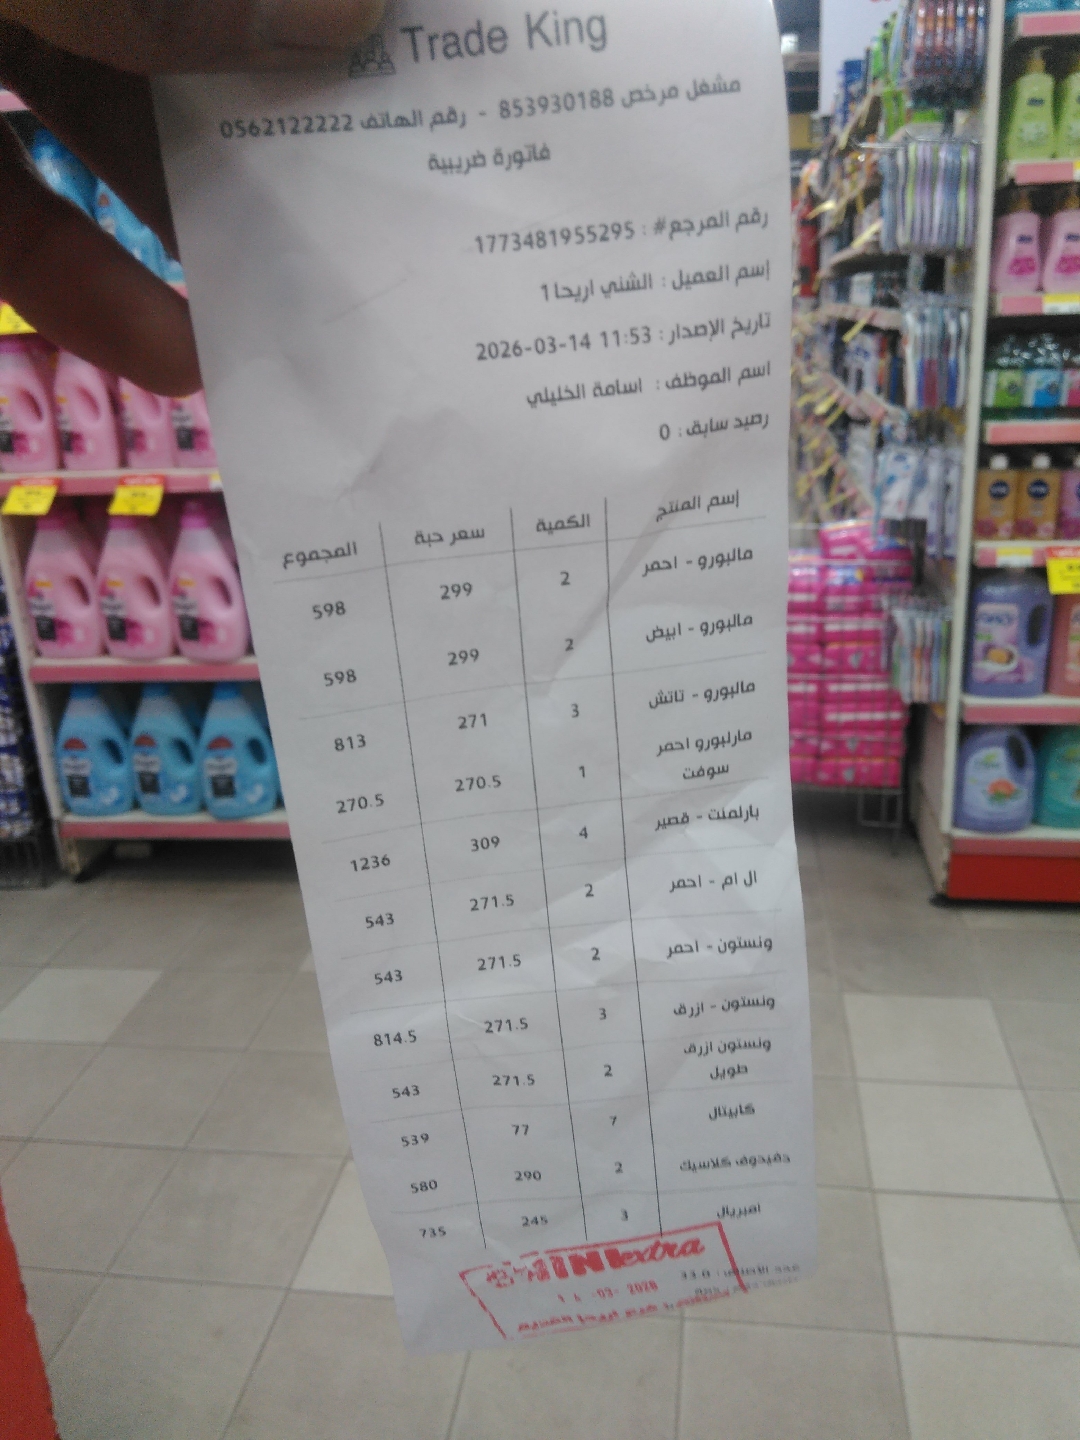 Trade King
مشغل مرخص 853930188 - رقم الهاتف 0562122222
فاتورة ضريبية
رقم المرجع# : 1773481955295
إسم العميل : الشني اريحا1
تاريخ الإصدار : 2026-03-14 11:53
اسم الموظف : اسامة الخليلي
رصيد سابق : 0
إسم المنتج الكمية سعر حبة المجموع
مالبورو - احمر 2 299 598
مالبورو - ابيض 2 299 598
مالبورو - تاتش 3 271 813
مارلبورو احمر سوفت 1 270.5 270.5
بارلمنت - قصير 4 309 1236
ال ام - احمر 2 271.5 543
ونستون - احمر 2 271.5 543
ونستون - ازرق 3 271.5 814.5
ونستون ازرق طويل 2 271.5 543
كابيتال 7 77 539
دفيدوف كلاسيك 2 290 580
امبريال 3 245 735
extra
-03- 2026